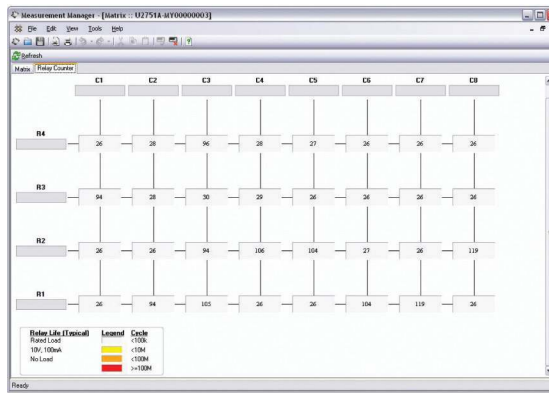 Measurement Manager - [Matrix :: U2751A-MY00000003]
File Edit View Tools Help
Refresh
Matrix Relay Counter
C1 C2 C3 C4 C5 C6 C7 C8
R4
26 28 96 28 27 26 26 26
R3
94 28 30 29 26 26 26 26
R2
26 26 94 106 104 27 26 119
R1
26 94 105 26 26 104 119 26
Relay Life (Typical) Legend Cycle
Rated Load <100k
10V, 100mA <10M
No Load <100M
>=100M
Ready